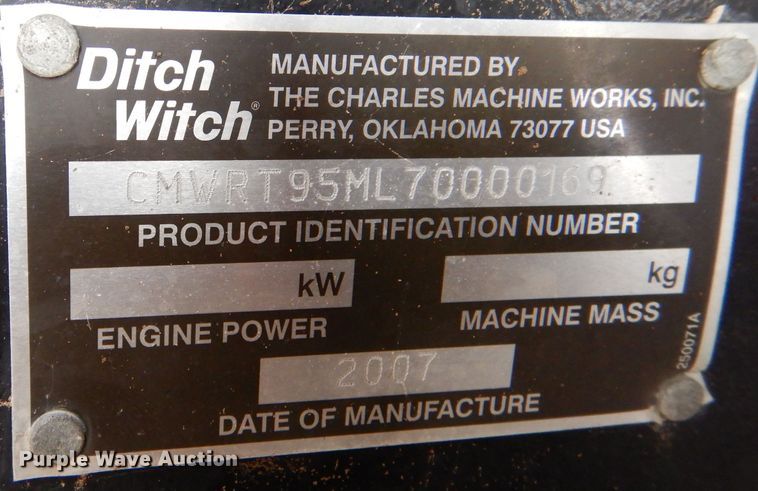 Ditch Witch®
MANUFACTURED BY
THE CHARLES MACHINE WORKS, INC.
PERRY, OKLAHOMA 73077 USA
CMWRT95ML70000169
PRODUCT IDENTIFICATION NUMBER
kW
ENGINE POWER
kg
MACHINE MASS
2007
DATE OF MANUFACTURE
250071A
Purple Wave Auction